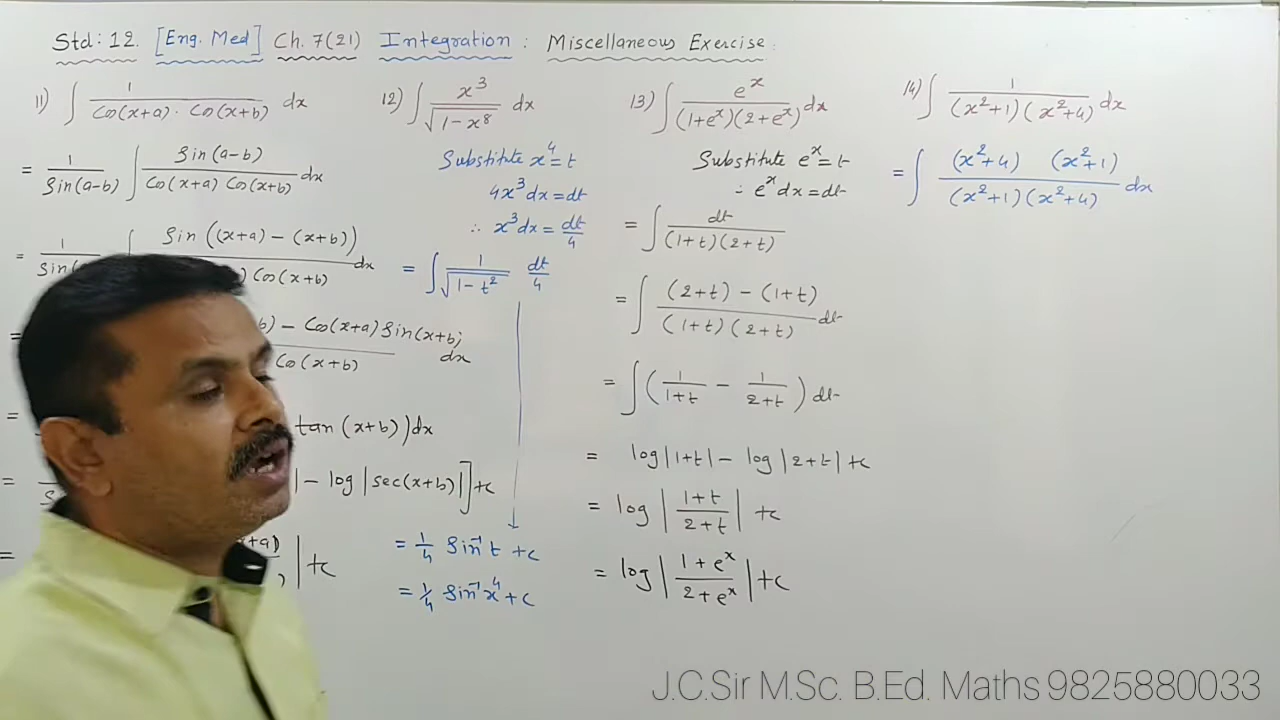 Std: 12. [Eng. Med] Ch. 7(21) Integration : Miscellaneous Exercise.
11) ∫ 1/(Cos(x+a) · Cos(x+b)) dx
= 1/Sin(a-b) ∫ Sin(a-b)/(Cos(x+a) Cos(x+b)) dx
= 1/Sin ∫ Sin((x+a) - (x+b))/() Cos(x+b)) dx
= b) - Cos(x+a) Sin(x+b)/Cos(x+b) dx
= tan(x+b)) dx
= | - log|sec(x+b)|] + c
= x+a) | + c
12) ∫ x³/√(1-x⁸) dx
Substitute x⁴ = t
4x³dx = dt
∴ x³dx = dt/4
= ∫ 1/√(1-t²) dt/4
= 1/4 Sin⁻¹ t + c
= 1/4 Sin⁻¹ x⁴ + c
13) ∫ eˣ/((1+eˣ)(2+eˣ)) dx
Substitute eˣ = t
∴ eˣ dx = dt
= ∫ dt/((1+t)(2+t))
= ∫ ((2+t) - (1+t))/((1+t)(2+t)) dt
= ∫ (1/(1+t) - 1/(2+t)) dt
= log|1+t| - log|2+t| + c
= log|(1+t)/(2+t)| + c
= log|(1+eˣ)/(2+eˣ)| + c
14) ∫ 1/((x²+1)(x²+4)) dx
= ∫ (x²+4) (x²+1)/((x²+1)(x²+4)) dx
J.C.Sir M.Sc. B.Ed. Maths 9825880033